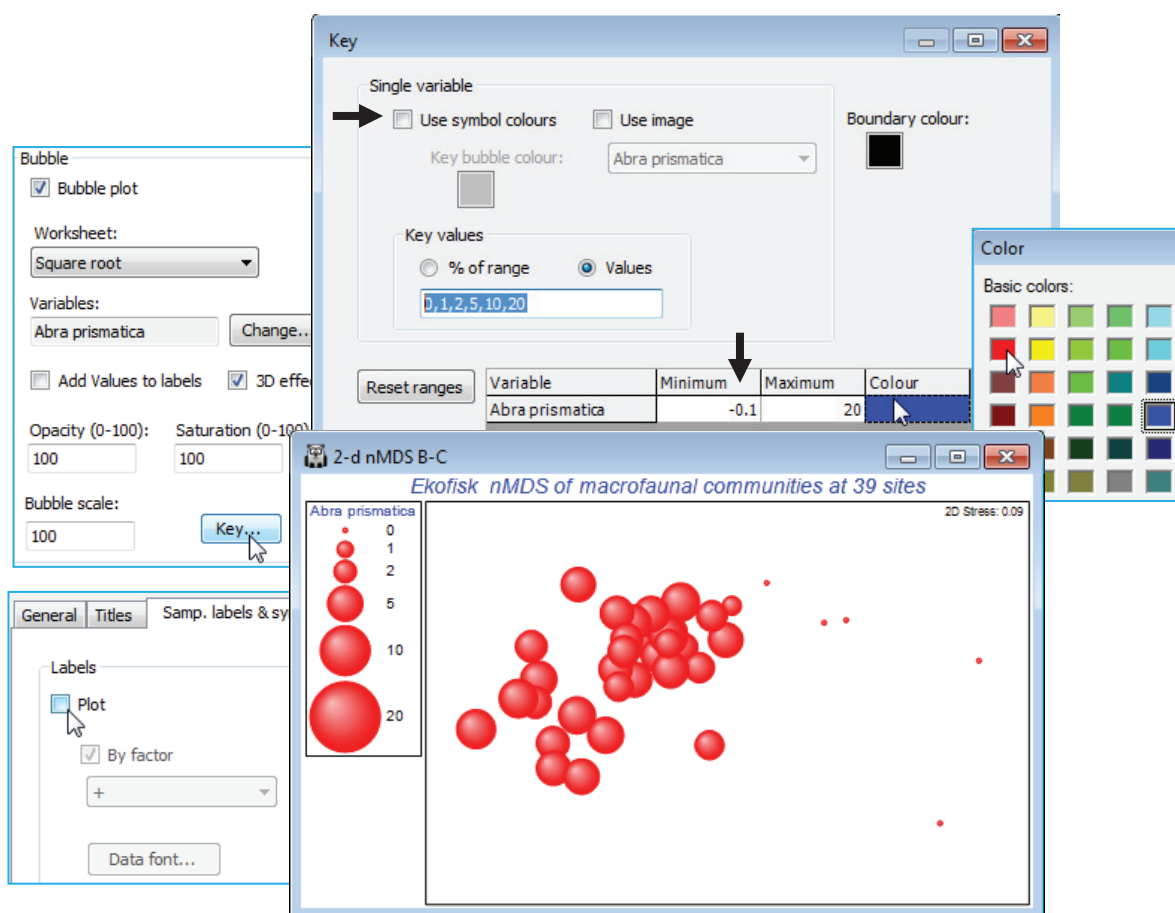 Key
Single variable
Use symbol colours
Use image
Boundary colour:
Key bubble colour:
Abra prismatica
Key values
% of range
Values
0,1,2,5,10,20
Reset ranges
Variable Minimum Maximum Colour
Abra prismatica -0.1 20
Bubble
Bubble plot
Worksheet:
Square root
Variables:
Abra prismatica
Change..
Add Values to labels
3D effe
Opacity (0-100): Saturation (0-100)
100 100
Bubble scale:
100
Key...
Color
Basic colors:
General Titles Samp. labels & sy
Labels
Plot
By factor
+
Data font...
2-d nMDS B-C
Ekofisk nMDS of macrofaunal communities at 39 sites
Abra prismatica
0
1
2
5
10
20
2D Stress: 0.09